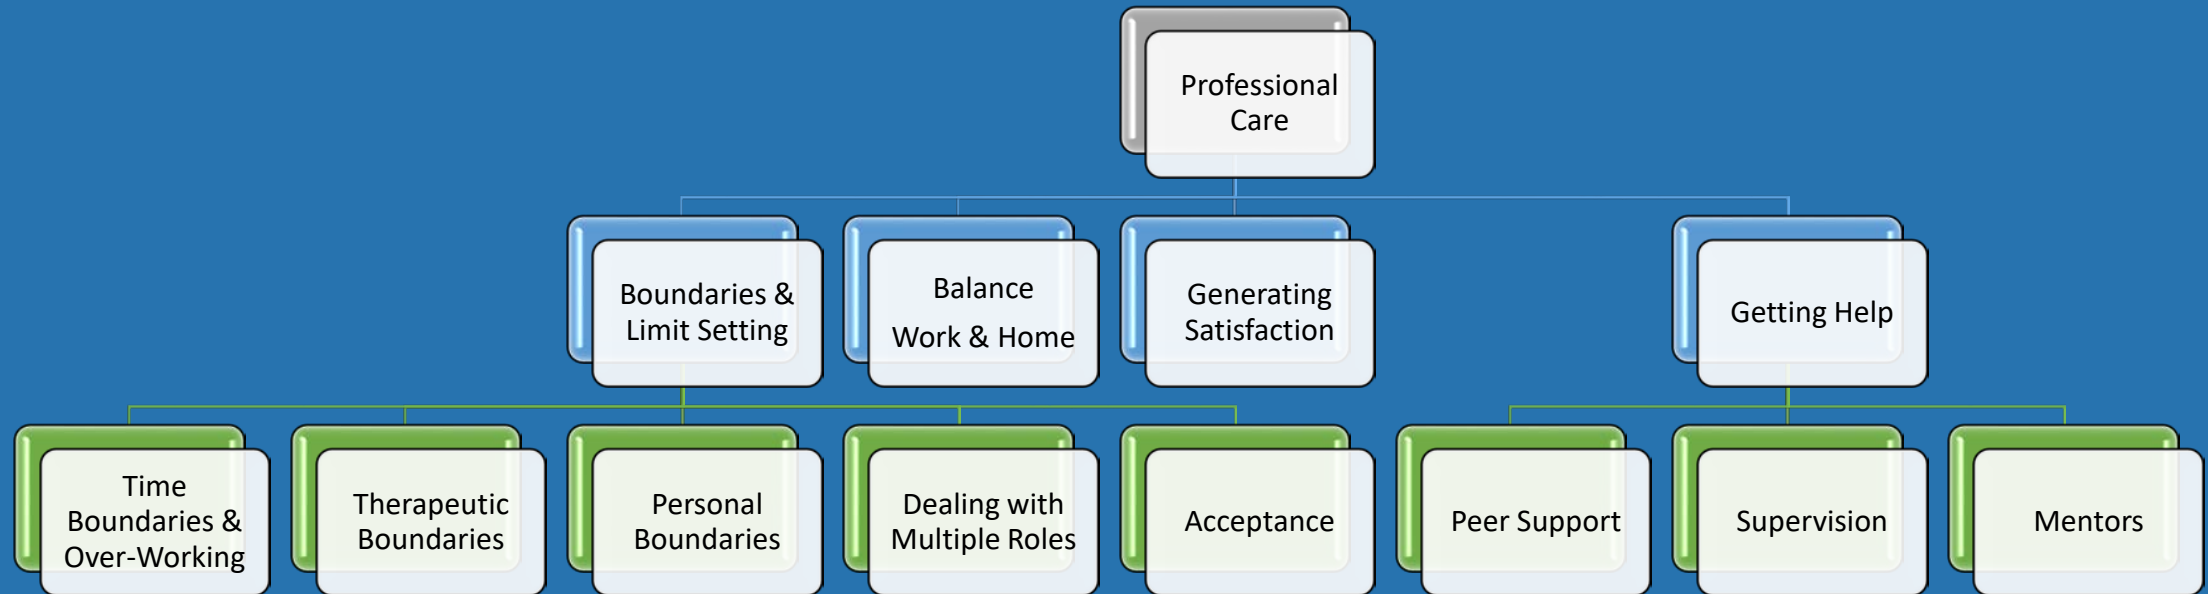 Professional
Care
Boundaries &
Limit Setting
Balance
Work & Home
Generating
Satisfaction
Getting Help
Time
Boundaries &
Over-Working
Therapeutic
Boundaries
Personal
Boundaries
Dealing with
Multiple Roles
Acceptance
Peer Support
Supervision
Mentors